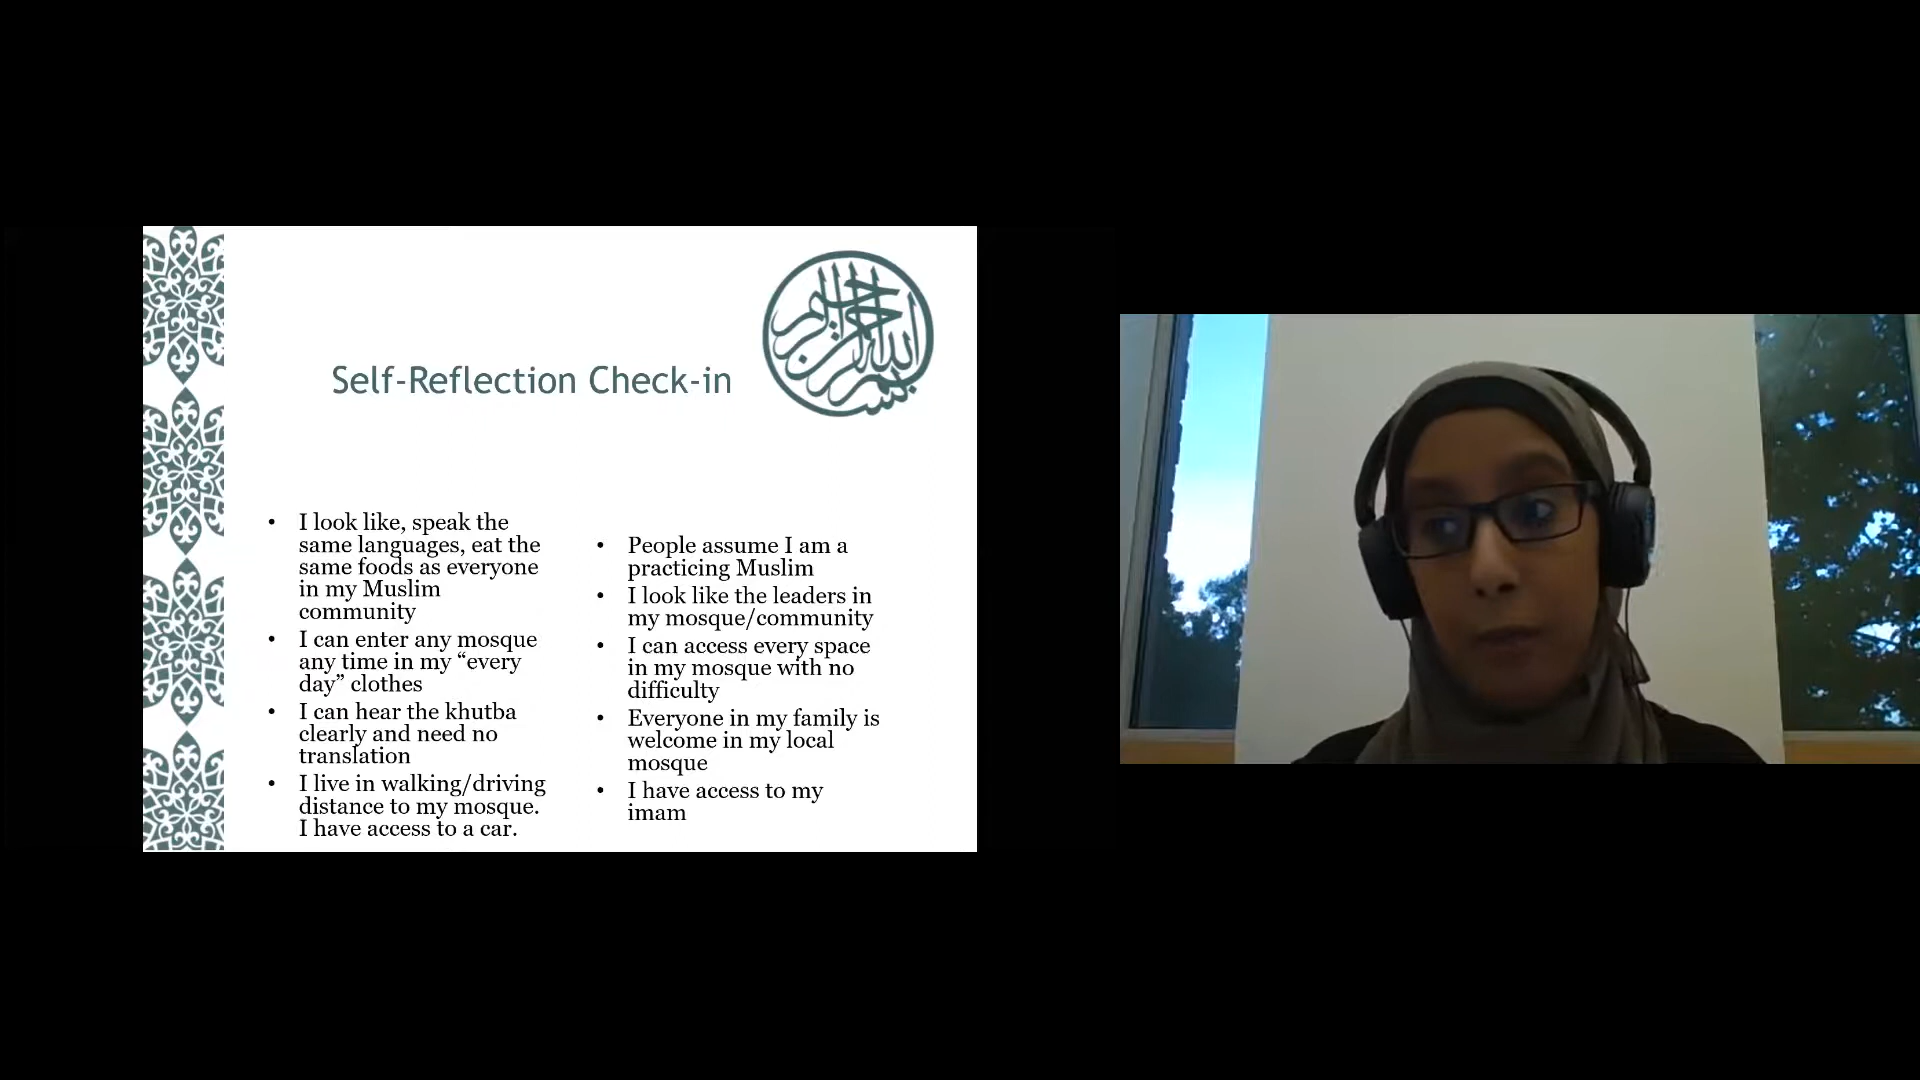 بسم الله الرحمن الرحيم
Self-Reflection Check-in
• I look like, speak the
same languages, eat the
same foods as everyone
in my Muslim
community
• I can enter any mosque
any time in my “every
day” clothes
• I can hear the khutba
clearly and need no
translation
• I live in walking/driving
distance to my mosque.
I have access to a car.
• People assume I am a
practicing Muslim
• I look like the leaders in
my mosque/community
• I can access every space
in my mosque with no
difficulty
• Everyone in my family is
welcome in my local
mosque
• I have access to my
imam